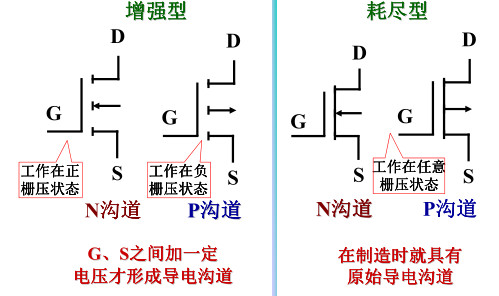 增强型
耗尽型
D
D
D
D
G
G
G
G
工作在正
栅压状态
工作在负
栅压状态
工作在任意
栅压状态
S
S
S
S
N沟道
P沟道
N沟道
P沟道
G、S之间加一定
电压才形成导电沟道
在制造时就具有
原始导电沟道